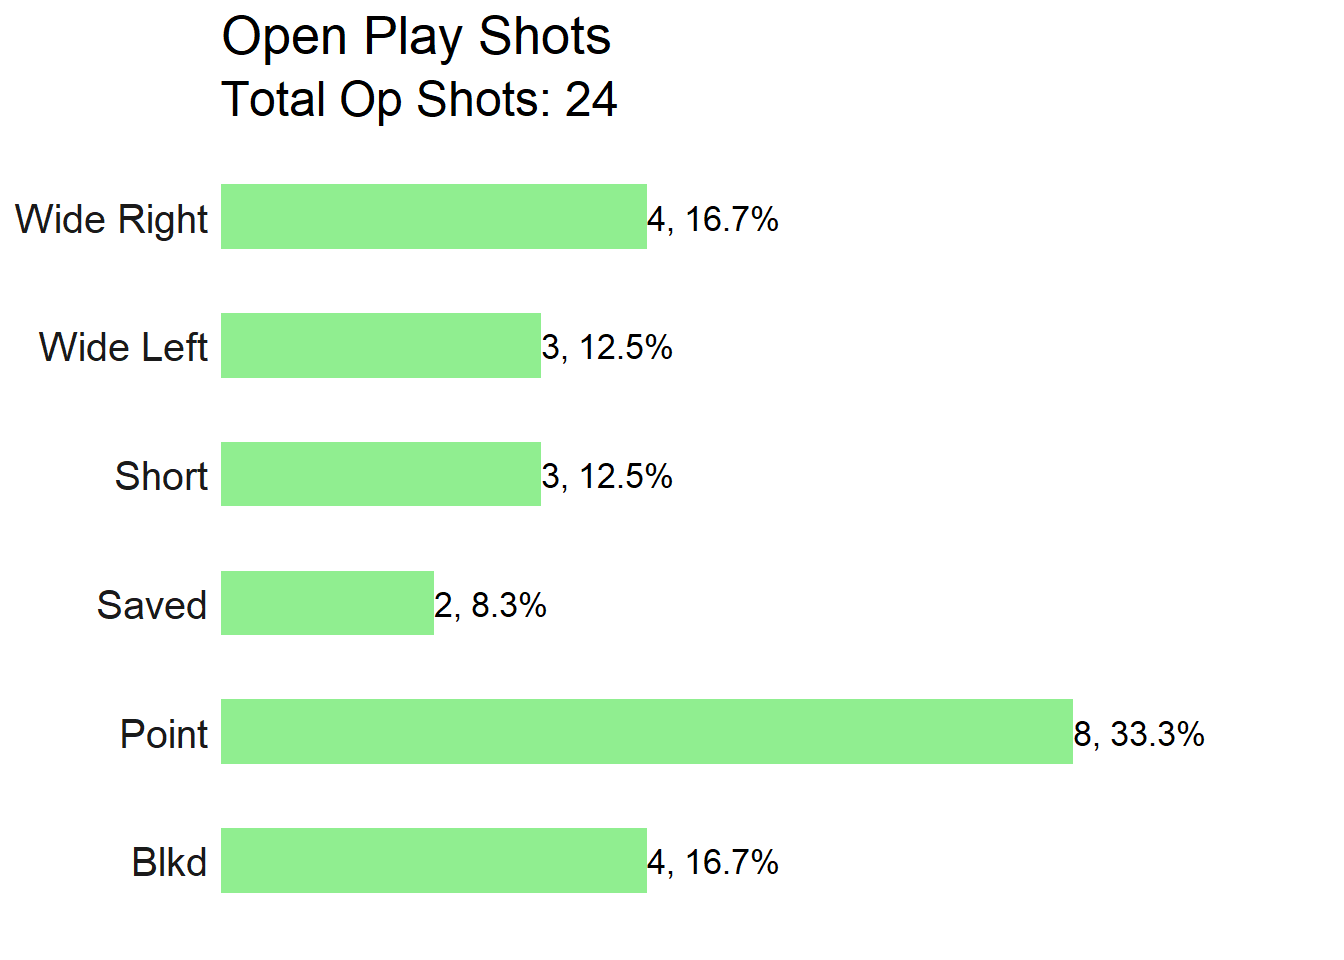 Open Play Shots
Total Op Shots: 24
Wide Right 4, 16.7%
Wide Left 3, 12.5%
Short 3, 12.5%
Saved 2, 8.3%
Point 8, 33.3%
Blkd 4, 16.7%